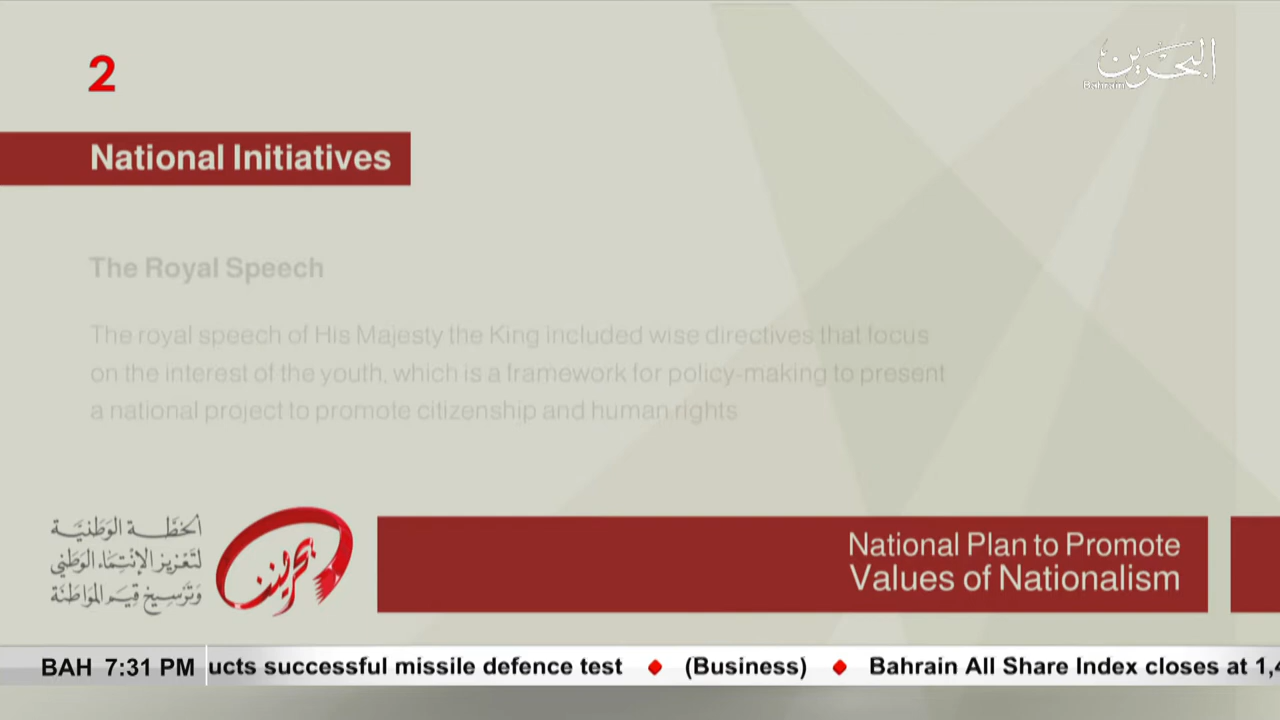 2
البحرين
Bahrain
National Initiatives
The Royal Speech
The royal speech of His Majesty the King included wise directives that focus
on the interest of the youth, which is a framework for policy-making to present
a national project to promote citizenship and human rights
الخطة الوطنية
لتعزيز الانتماء الوطني
وترسيخ قيم المواطنة
بحريننا
National Plan to Promote
Values of Nationalism
BAH 7:31 PM ucts successful missile defence test (Business) Bahrain All Share Index closes at 1,4